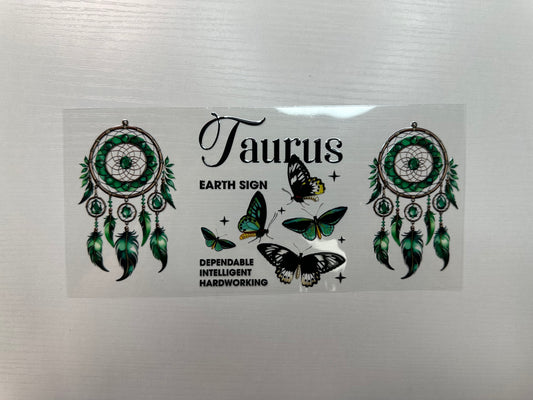 Taurus
EARTH SIGN
DEPENDABLE
INTELLIGENT
HARDWORKING